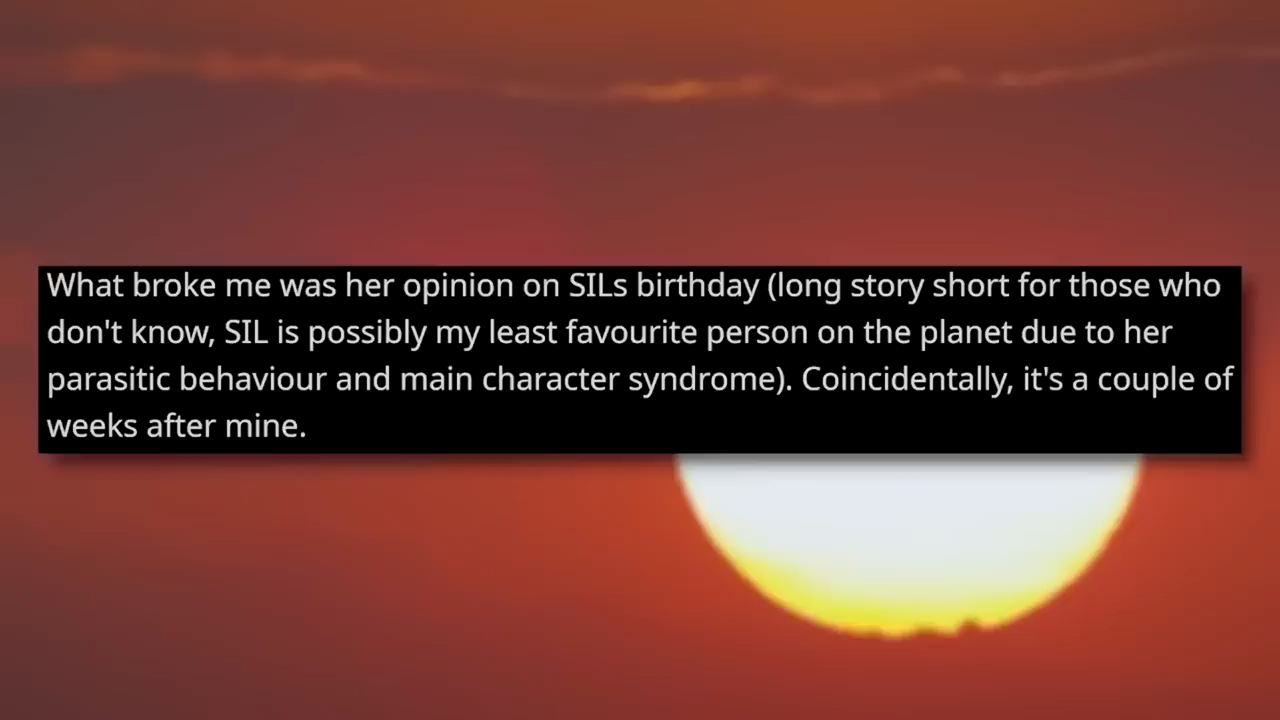 What broke me was her opinion on SILs birthday (long story short for those who
don't know, SIL is possibly my least favourite person on the planet due to her
parasitic behaviour and main character syndrome). Coincidentally, it's a couple of
weeks after mine.